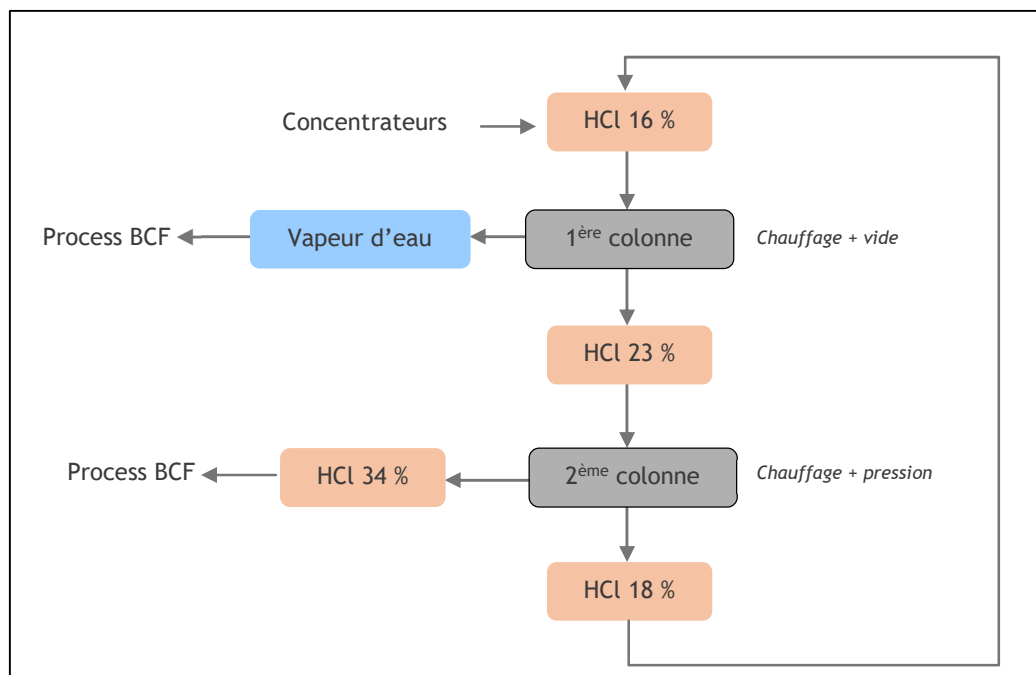 HCl 16 %
Concentrateurs
Process BCF
Vapeur d’eau
1ère colonne
Chauffage + vide
HCl 23 %
Process BCF
HCl 34 %
2ème colonne
Chauffage + pression
HCl 18 %